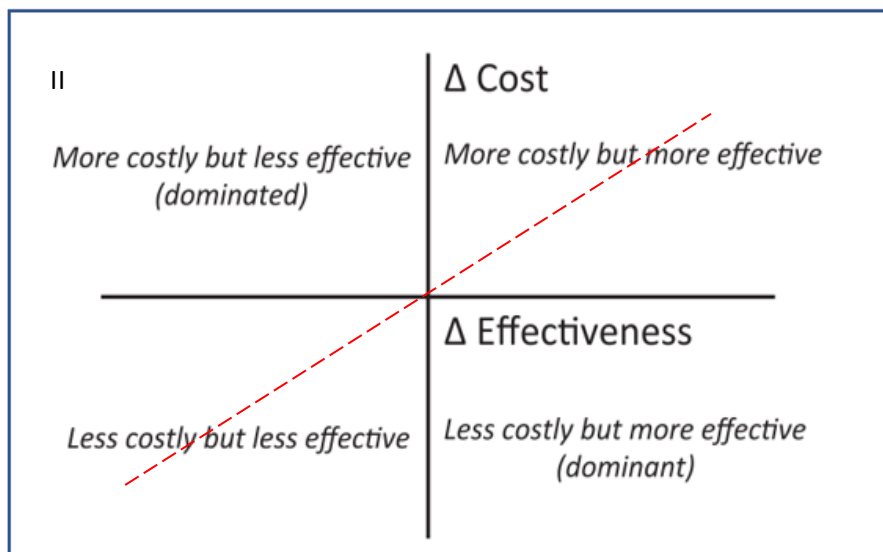 II
Δ Cost
More costly but less effective
(dominated)
More costly but more effective
Δ Effectiveness
Less costly but less effective
Less costly but more effective
(dominant)